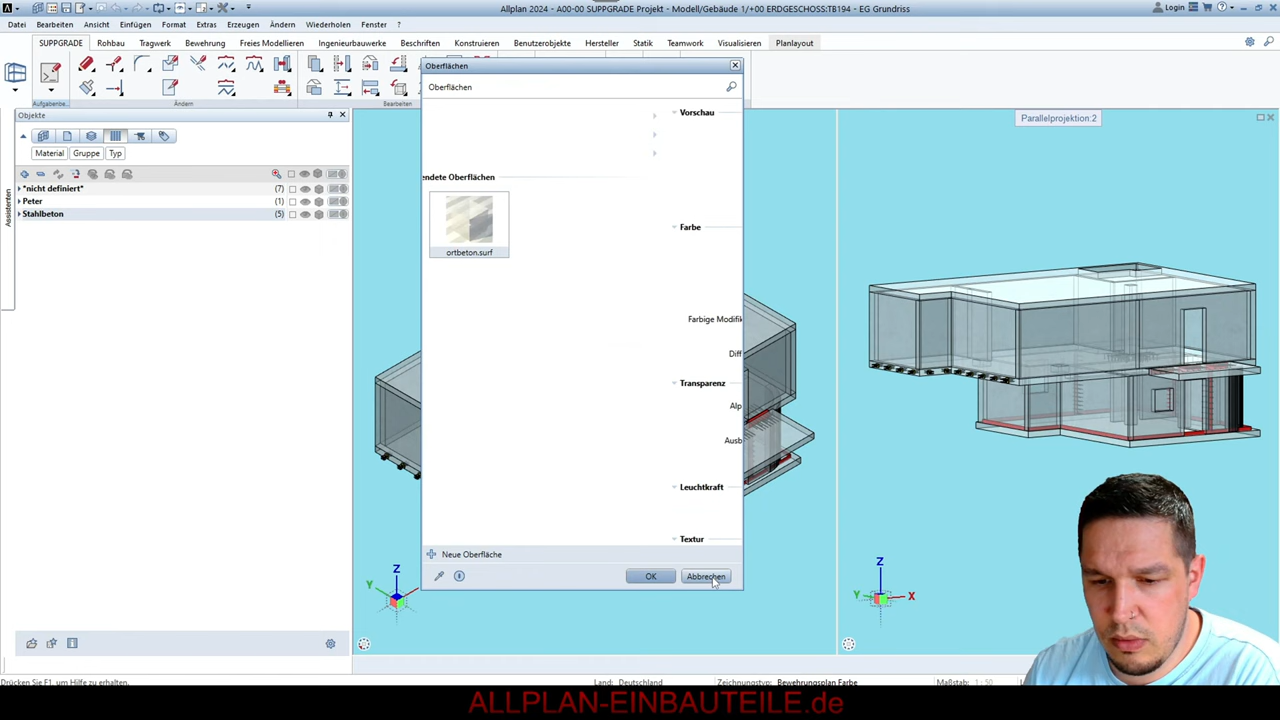 Allplan 2024 - A00-00 SUPPGRADE Projekt - Modell/Gebäude 1/+00 ERDGESCHOSS:TB194 - EG Grundriss
Login
Datei Bearbeiten Ansicht Einfügen Format Extras Erzeugen Ändern Wiederholen Fenster ?
SUPPGRADE Rohbau Tragwerk Bewehrung Freies Modellieren Ingenieurbauwerke Beschriften Konstruieren Benutzerobjekte Hersteller Statik Teamwork Visualisieren Planlayout
Aufgabenbe.. Ändern Bearbeiten
Objekte
Material Gruppe Typ
*nicht definiert* (7)
Peter (1)
Stahlbeton (5)
Assistenten
Oberflächen
Oberflächen
Vorschau
endete Oberflächen
ortbeton.surf
Farbe
Farbige Modifik
Diff
Transparenz
Alp
Ausb
Leuchtkraft
Textur
Neue Oberfläche
OK Abbrechen
Parallelprojektion:2
Z
Y
Z
Y X
Drücken Sie F1, um Hilfe zu erhalten. Land: Deutschland Zeichnungstyp: Bewehrungsplan Farbe Maßstab: 1 : 50
ALLPLAN-EINBAUTEILE.de